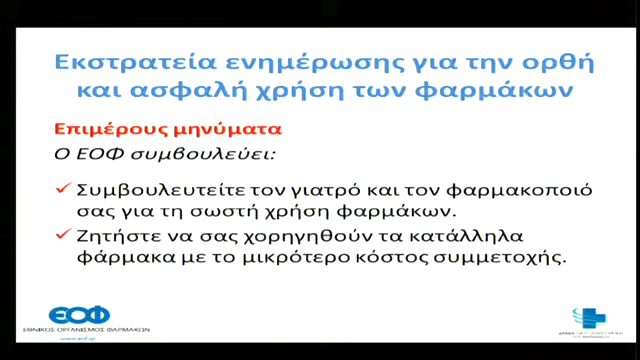 Εκστρατεία ενημέρωσης για την ορθή
και ασφαλή χρήση των φαρμάκων
Επιμέρους μηνύματα
Ο ΕΟΦ συμβουλεύει:
✓ Συμβουλευτείτε τον γιατρό και τον φαρμακοποιό
σας για τη σωστή χρήση φαρμάκων.
✓ Ζητήστε να σας χορηγηθούν τα κατάλληλα
φάρμακα με το μικρότερο κόστος συμμετοχής.
ΕΟΦ
ΕΘΝΙΚΟΣ ΟΡΓΑΝΙΣΜΟΣ ΦΑΡΜΑΚΩΝ
www.eof.gr